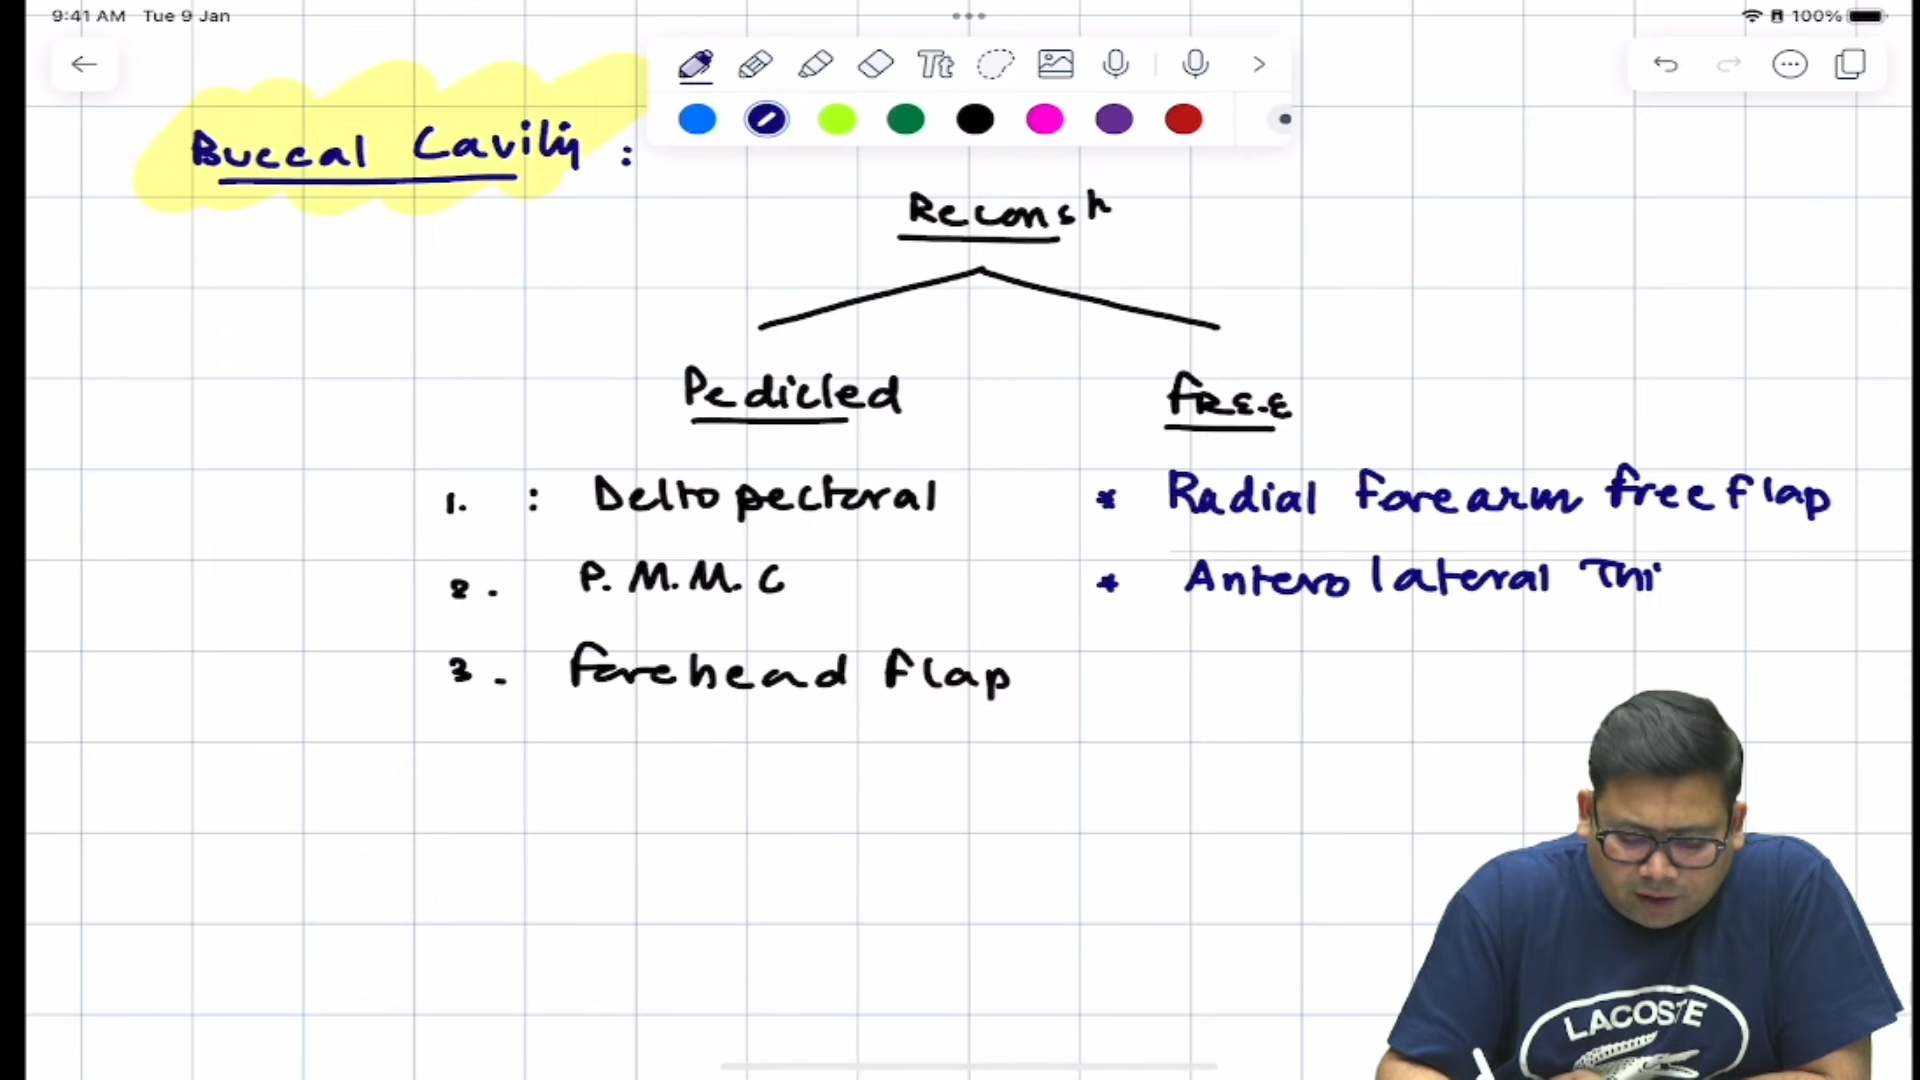 9:41 AM Tue 9 Jan
100%
Tt
Buccal Cavity :
Reconst
Pedicled
free
1. : Deltopectoral
* Radial forearm free flap
2. P.M.M.C
* Antero lateral Thi
3. forehead flap
LACOSTE